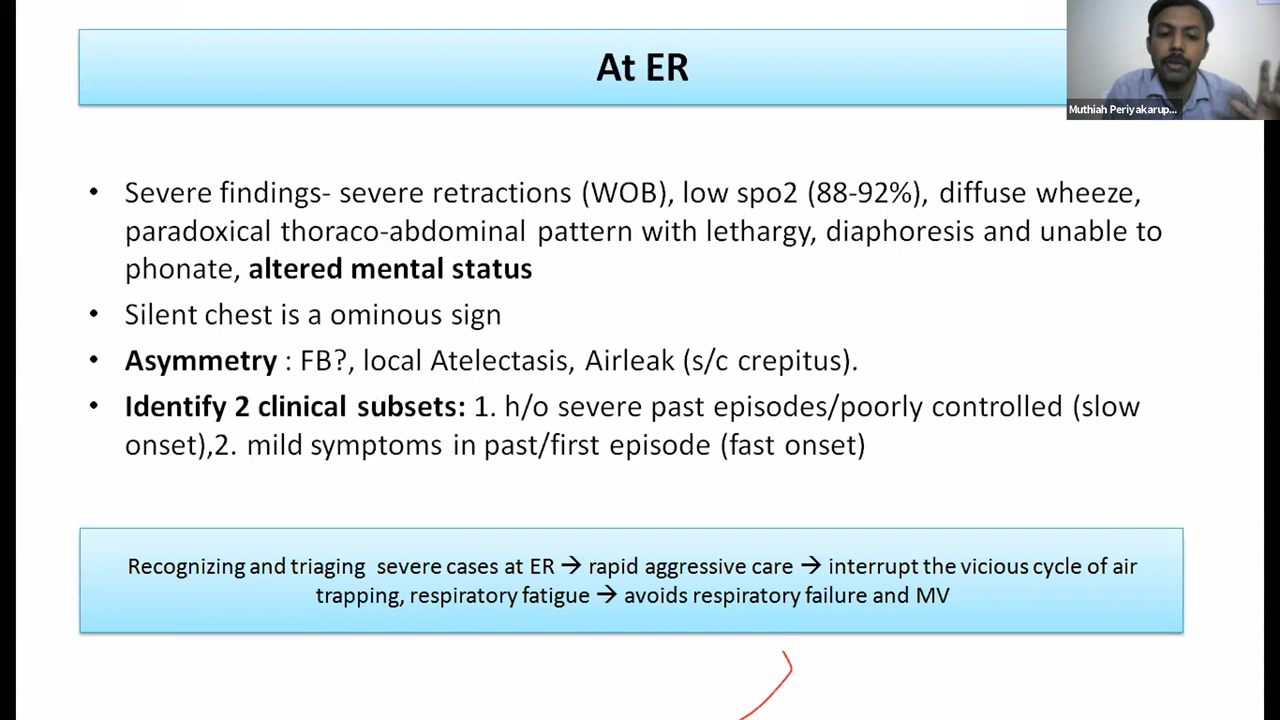 At ER
Muthiah Periyakarup...
• Severe findings- severe retractions (WOB), low spo2 (88-92%), diffuse wheeze,
paradoxical thoraco-abdominal pattern with lethargy, diaphoresis and unable to
phonate, altered mental status
• Silent chest is a ominous sign
• Asymmetry : FB?, local Atelectasis, Airleak (s/c crepitus).
• Identify 2 clinical subsets: 1. h/o severe past episodes/poorly controlled (slow
onset),2. mild symptoms in past/first episode (fast onset)
Recognizing and triaging severe cases at ER → rapid aggressive care → interrupt the vicious cycle of air
trapping, respiratory fatigue → avoids respiratory failure and MV